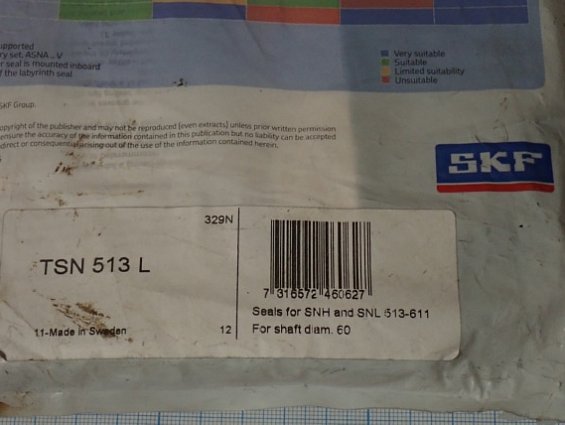 upported
ry set, ASNA .. V
r seal is mounted inboard
f the labyrinth seal
Very suitable
Suitable
Limited suitability
Unsuitable
SKF Group.
opyright of the publisher and may not be reproduced (even extracts) unless prior written permission
ensure the accuracy of the information contained in this publication but no liability can be accepted
direct or consequential arising out of the use of the information contained herein.
SKF
329N
TSN 513 L
7 316572 460627
Seals for SNH and SNL 513-611
For shaft diam. 60
11-Made in Sweden
12